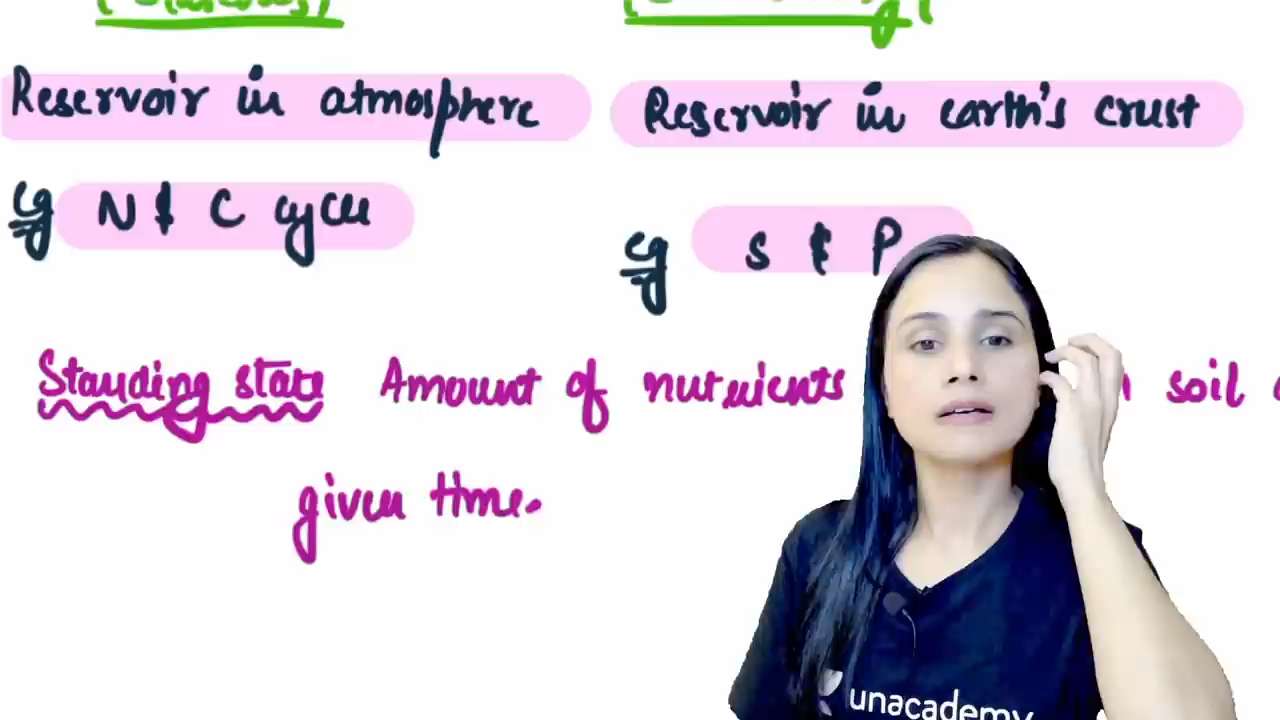 Reservoir in atmosphere
Reservoir in earth's crust
eg N & C cycle
eg S & P
Standing state Amount of nutrients soil
given time.
unacademy